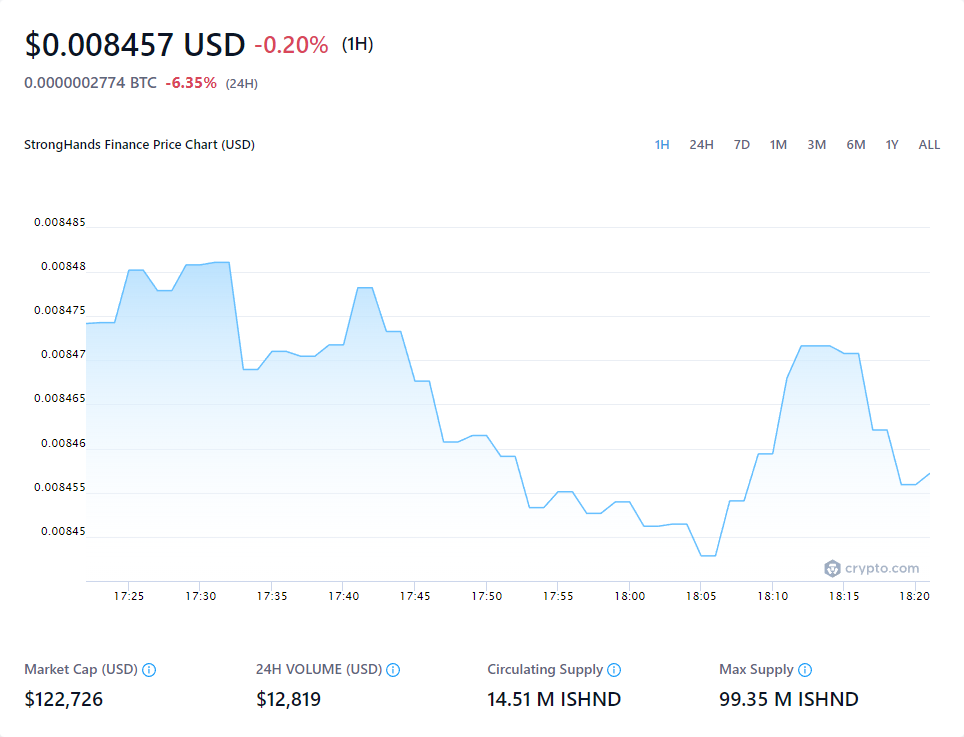 $0.008457 USD -0.20% (1H)
0.0000002774 BTC -6.35% (24H)
StrongHands Finance Price Chart (USD)
1H 24H 7D 1M 3M 6M 1Y ALL
0.008485
0.00848
0.008475
0.00847
0.008465
0.00846
0.008455
0.00845
crypto.com
17:25 17:30 17:35 17:40 17:45 17:50 17:55 18:00 18:05 18:10 18:15 18:20
Market Cap (USD) 24H VOLUME (USD) Circulating Supply Max Supply
$122,726 $12,819 14.51 M ISHND 99.35 M ISHND